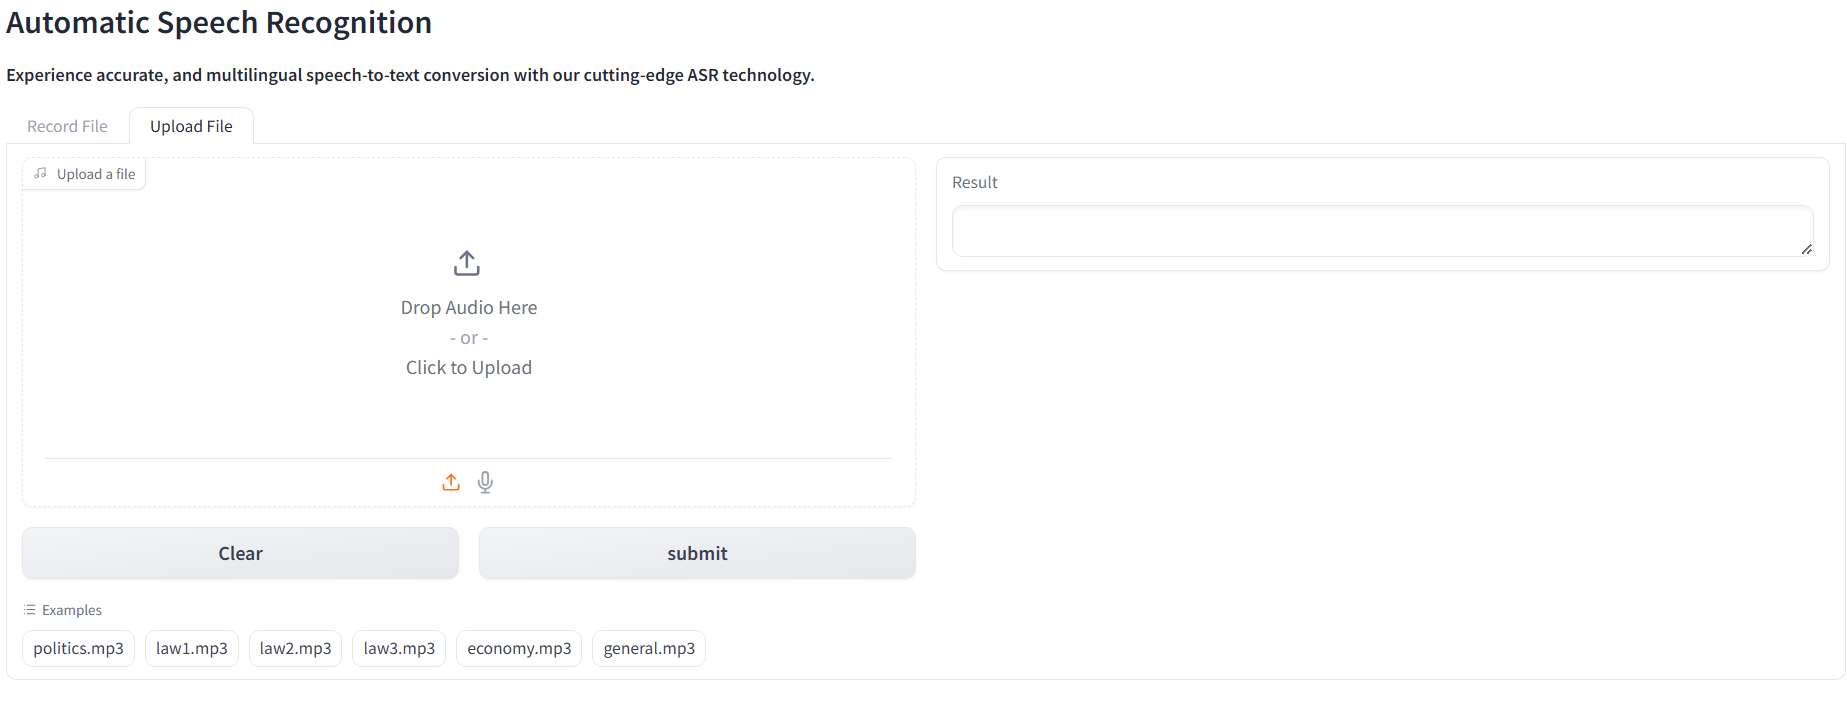 Automatic Speech Recognition
Experience accurate, and multilingual speech-to-text conversion with our cutting-edge ASR technology.
Record File
Upload File
Upload a file
Drop Audio Here
- or -
Click to Upload
Clear
submit
Result
Examples
politics.mp3
law1.mp3
law2.mp3
law3.mp3
economy.mp3
general.mp3